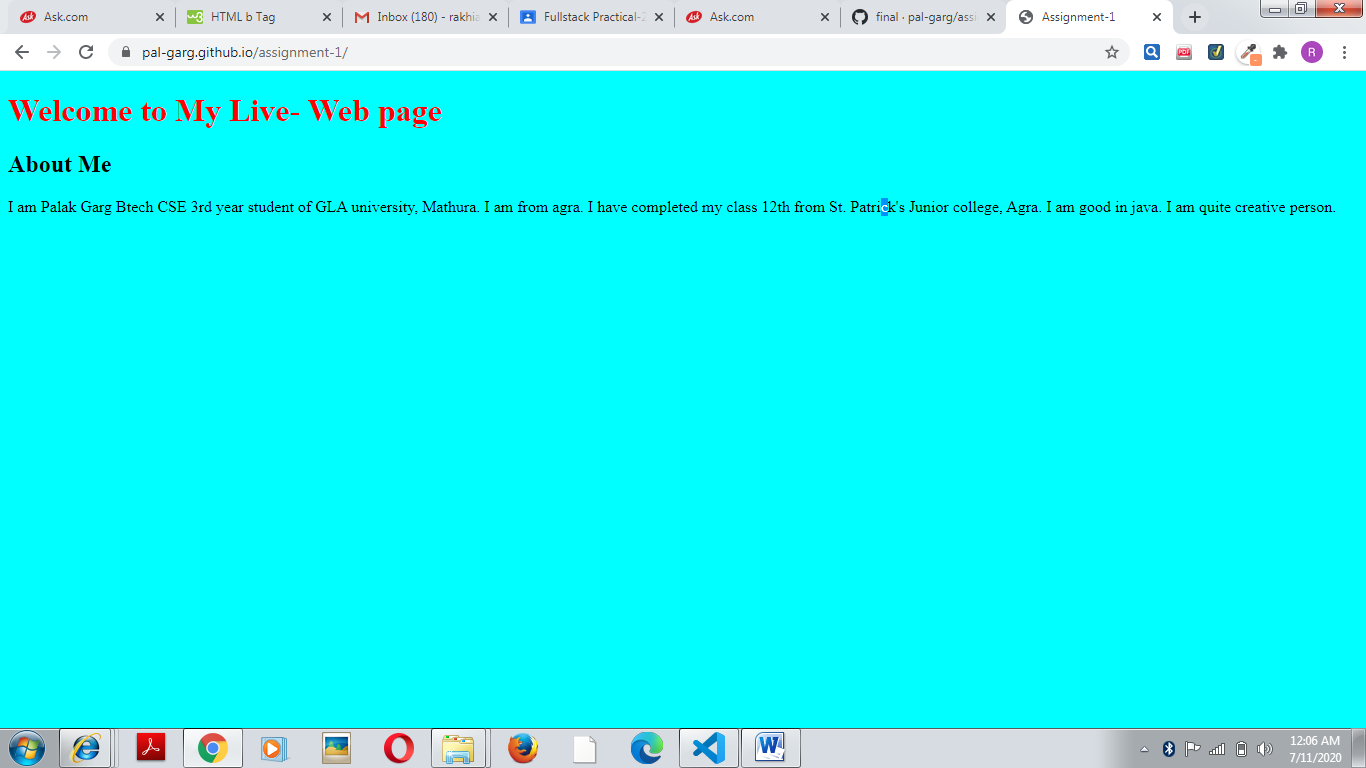 Ask.com HTML b Tag Inbox (180) - rakhia Fullstack Practical-2 Ask.com final · pal-garg/assi Assignment-1
pal-garg.github.io/assignment-1/ PDF R
Welcome to My Live- Web page
About Me
I am Palak Garg Btech CSE 3rd year student of GLA university, Mathura. I am from agra. I have completed my class 12th from St. Patrick's Junior college, Agra. I am good in java. I am quite creative person.
12:06 AM
7/11/2020